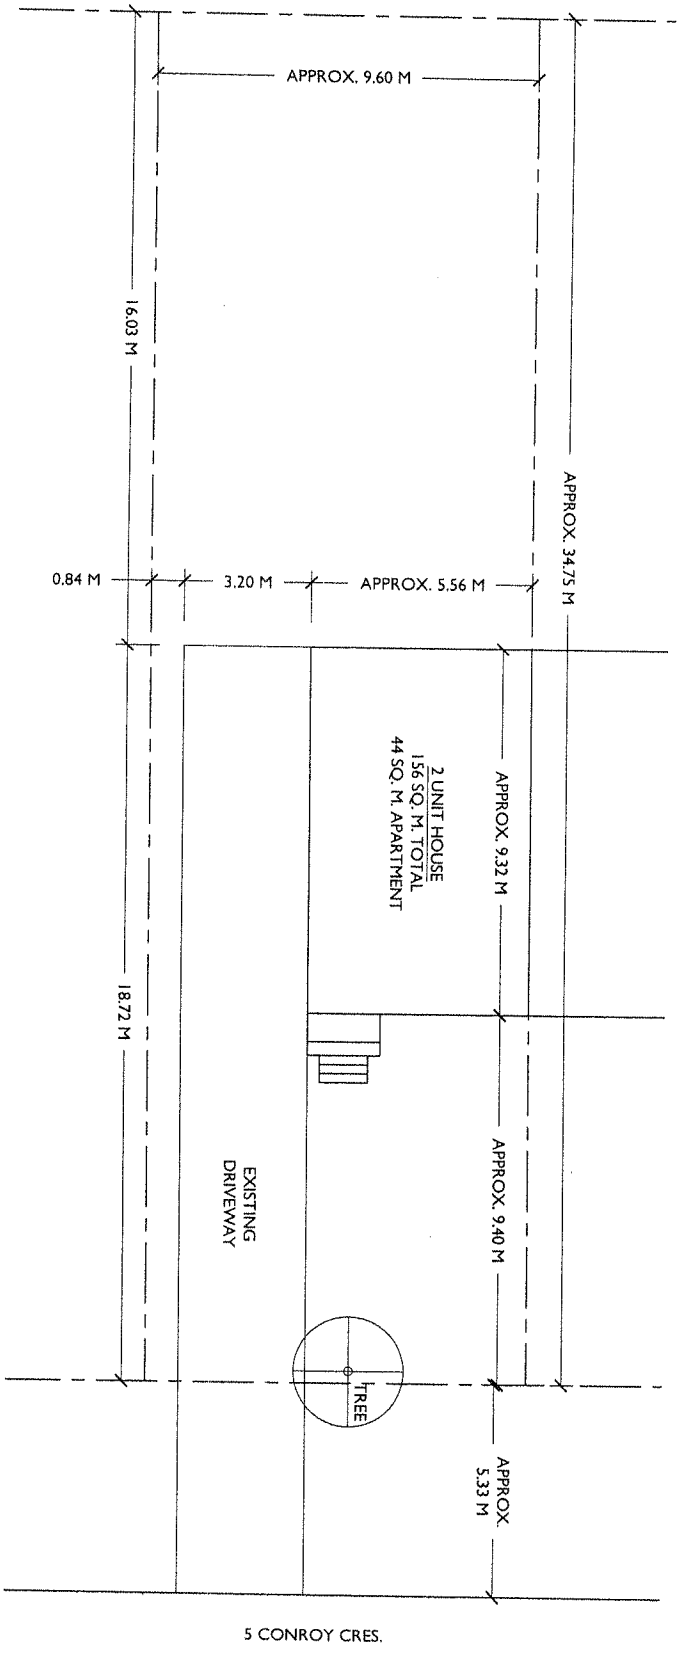 APPROX. 9.60 M
16.03 M
APPROX. 34.75 M
0.84 M
3.20 M
APPROX. 5.56 M
2 UNIT HOUSE
156 SQ. M. TOTAL
44 SQ. M. APARTMENT
APPROX. 9.32 M
18.72 M
EXISTING
DRIVEWAY
APPROX. 9.40 M
TREE
APPROX.
5.33 M
5 CONROY CRES.